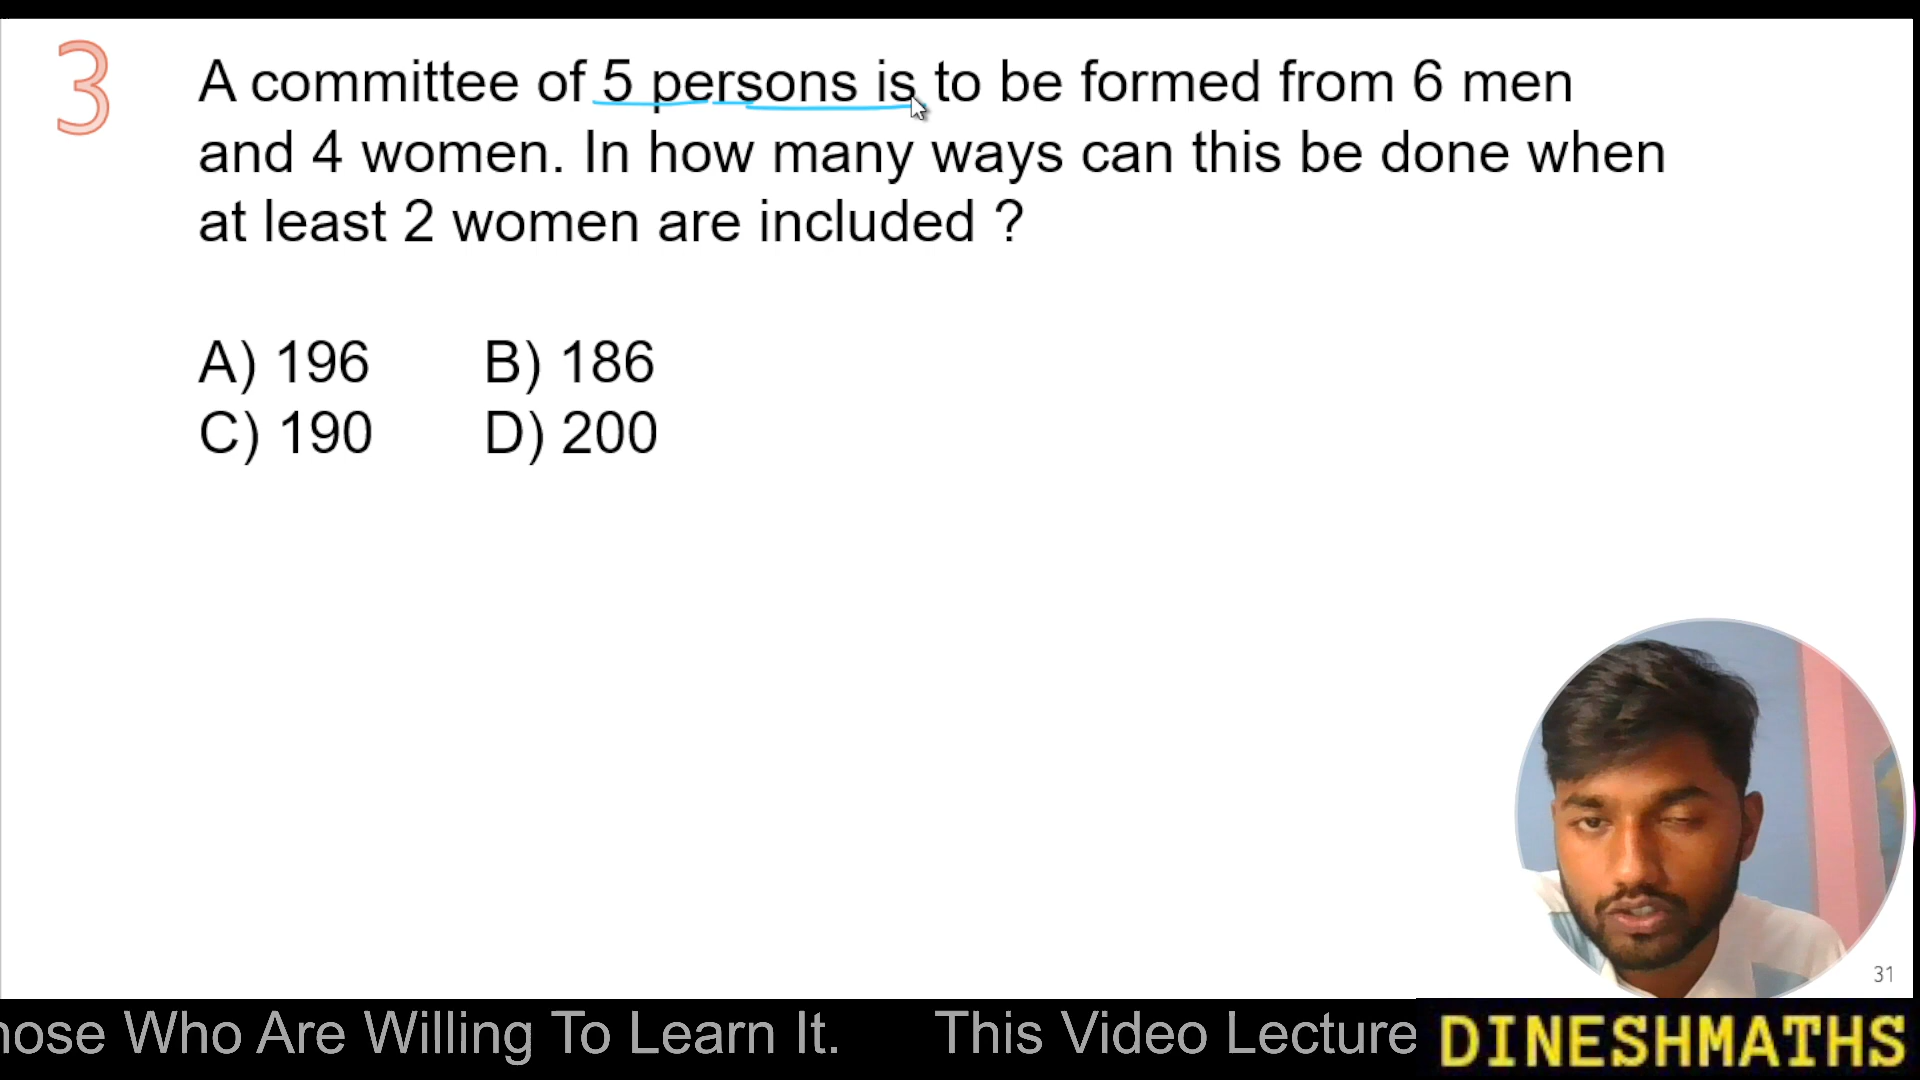 3
A committee of 5 persons is to be formed from 6 men
and 4 women. In how many ways can this be done when
at least 2 women are included ?
A) 196 B) 186
C) 190 D) 200
31
Who Are Willing To Learn It. This Video Lecture
DINESHMATHS